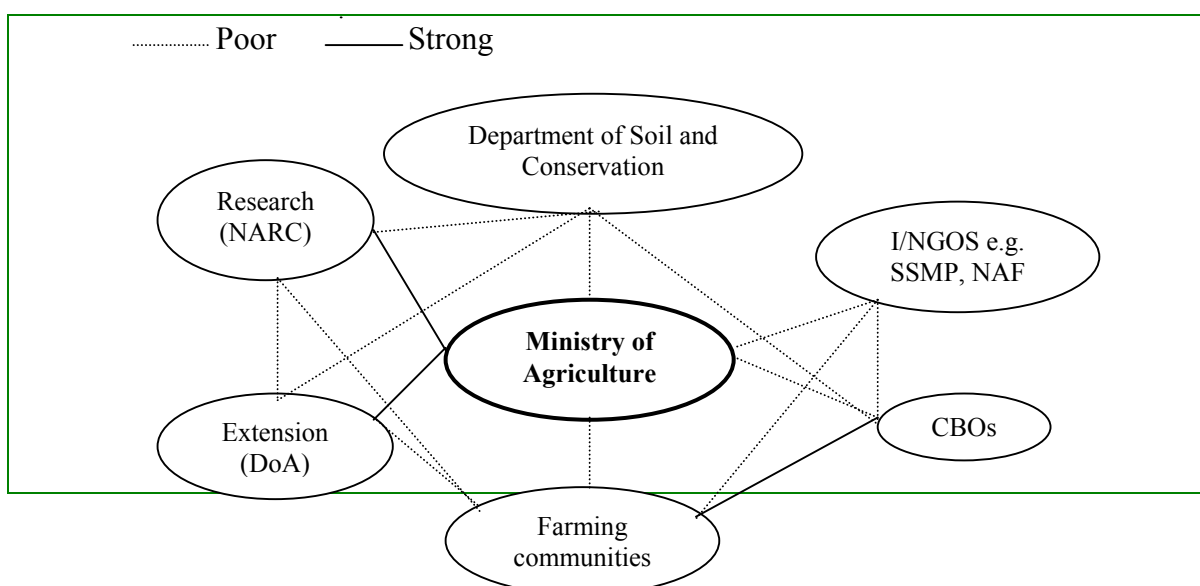 Poor Strong
Department of Soil and
Conservation
Research
(NARC)
I/NGOS e.g.
SSMP, NAF
Ministry of
Agriculture
Extension
(DoA)
CBOs
Farming
communities